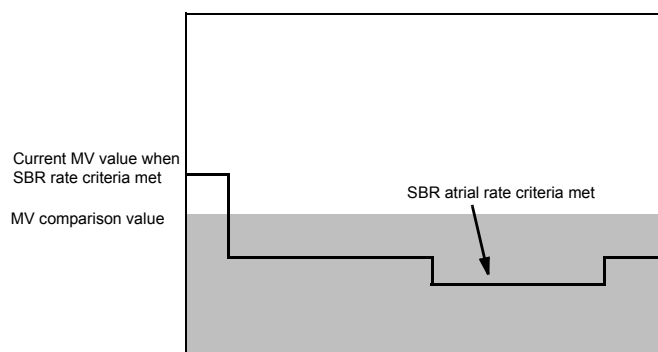 Current MV value when
SBR rate criteria met
SBR atrial rate criteria met
MV comparison value